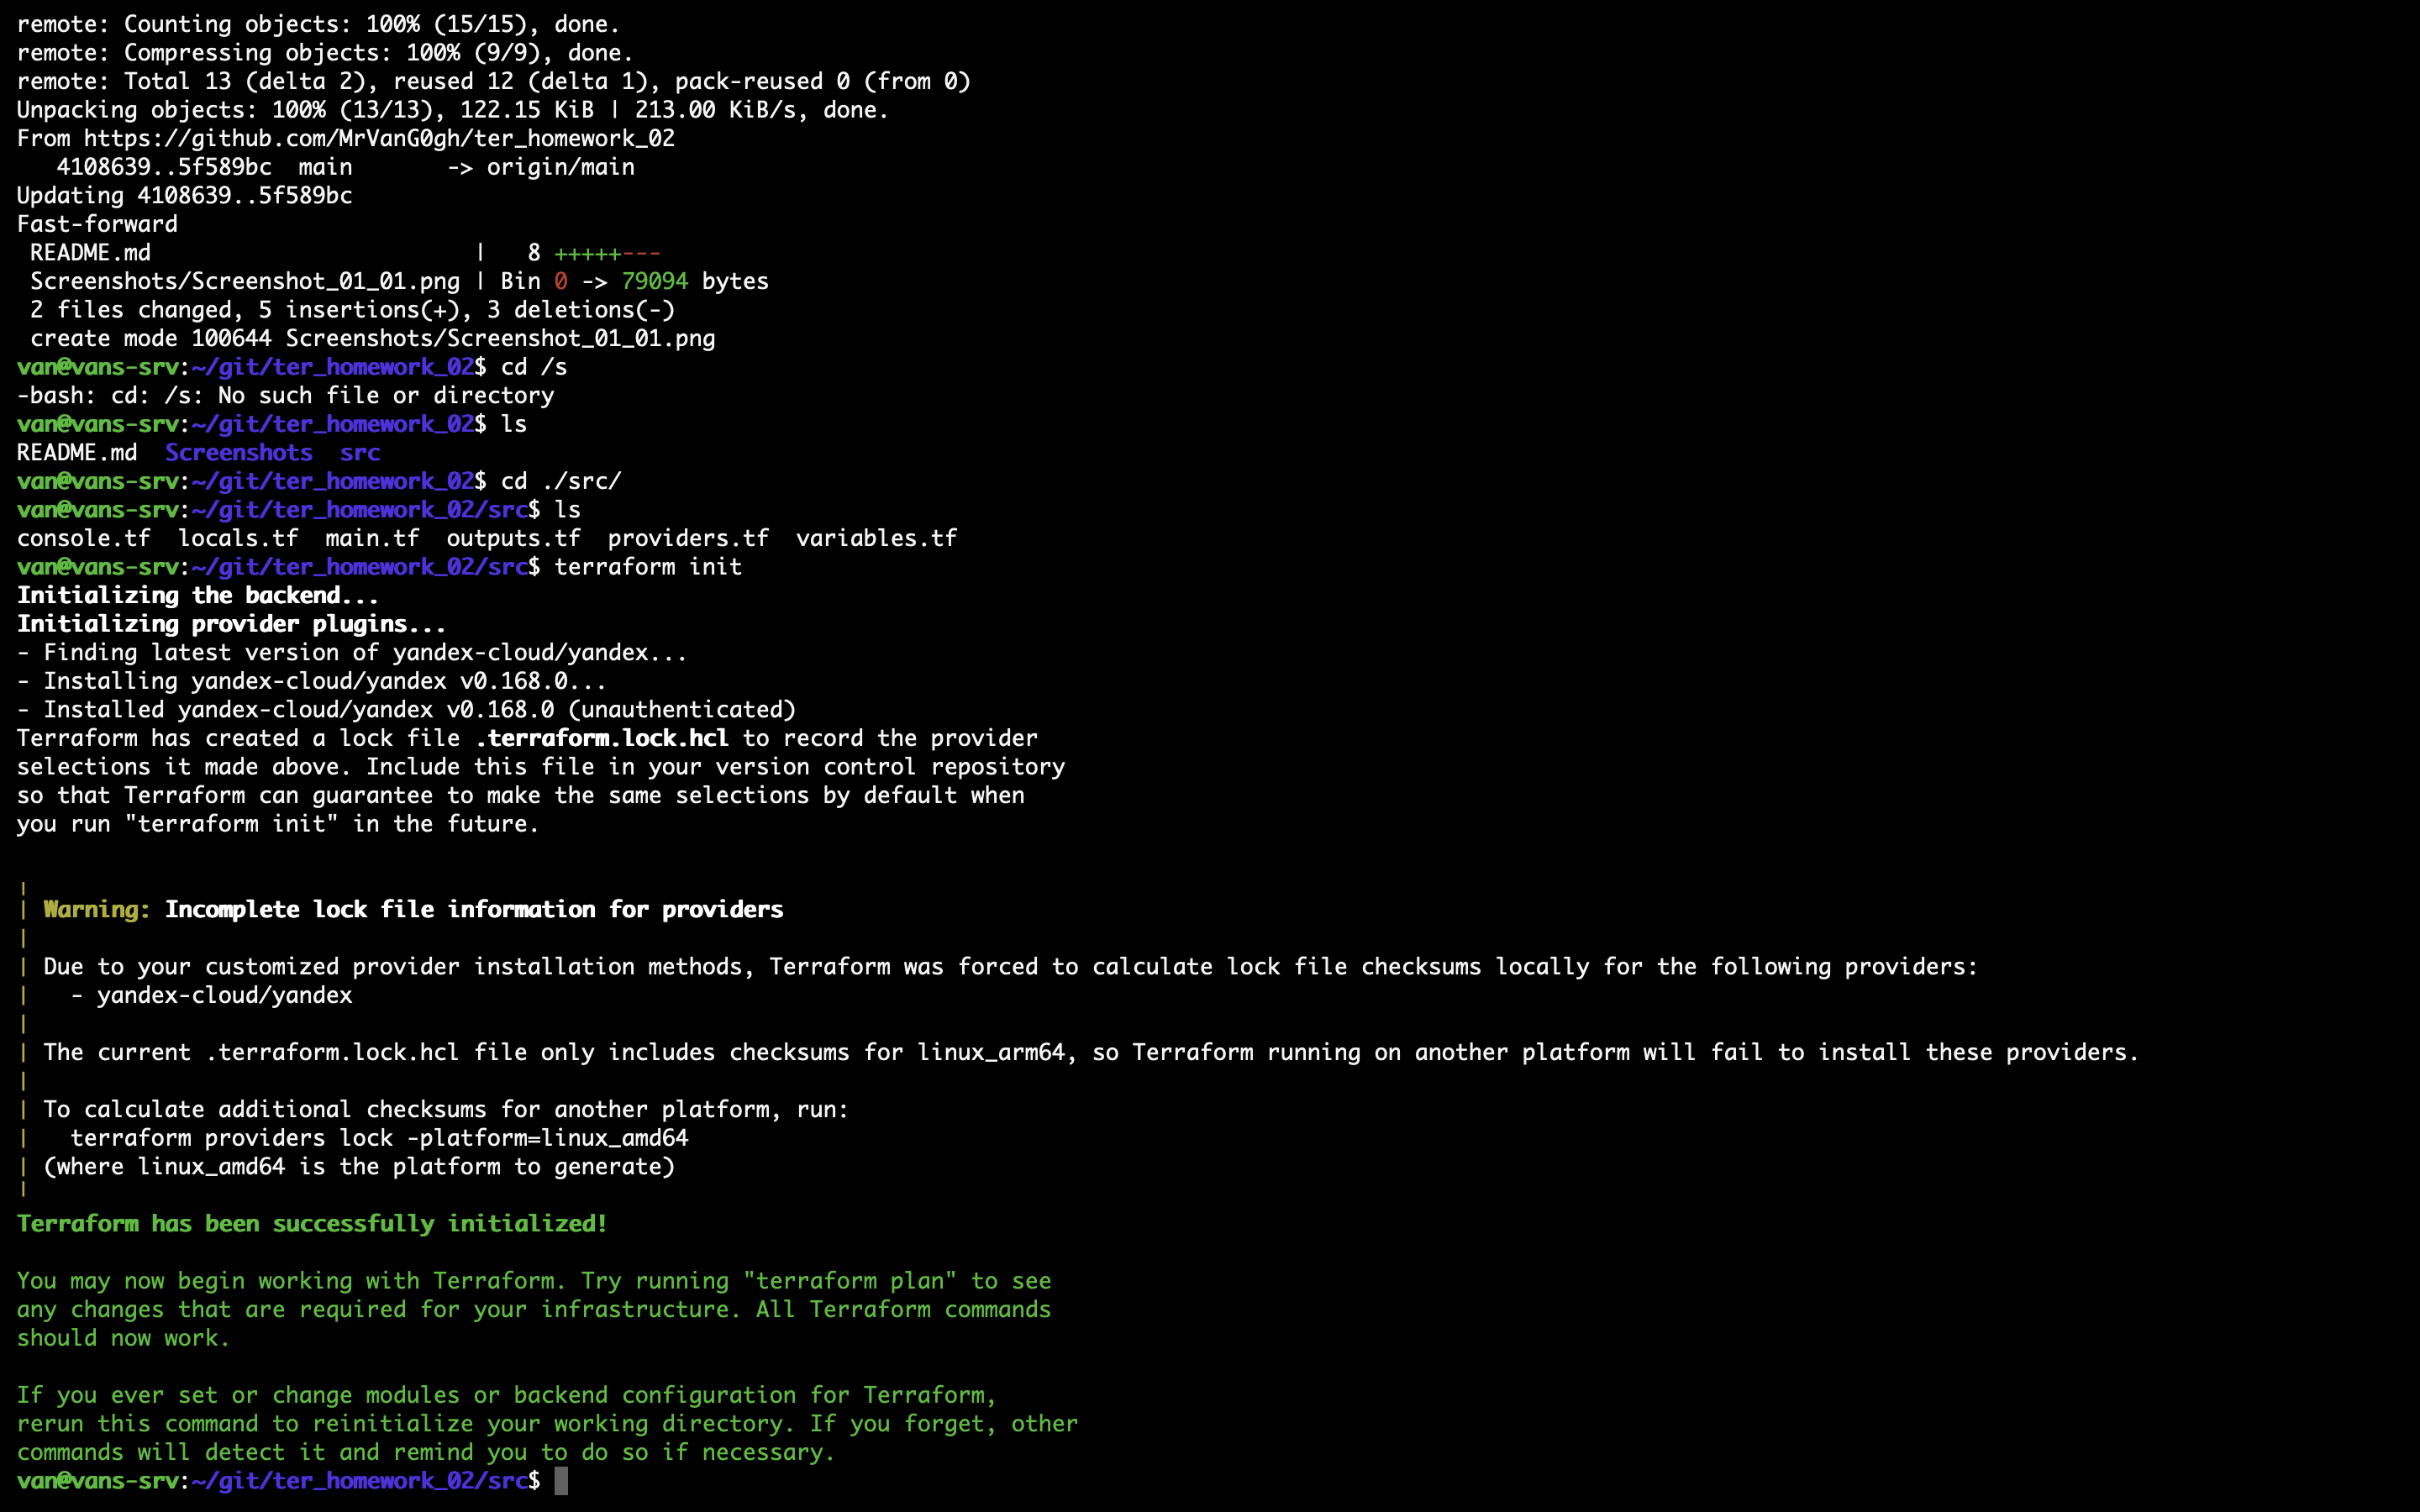 remote: Counting objects: 100% (15/15), done.
remote: Compressing objects: 100% (9/9), done.
remote: Total 13 (delta 2), reused 12 (delta 1), pack-reused 0 (from 0)
Unpacking objects: 100% (13/13), 122.15 KiB | 213.00 KiB/s, done.
From https://github.com/MrVanG0gh/ter_homework_02
   4108639..5f589bc  main       -> origin/main
Updating 4108639..5f589bc
Fast-forward
 README.md                        |   8 +++++---
 Screenshots/Screenshot_01_01.png | Bin 0 -> 79094 bytes
 2 files changed, 5 insertions(+), 3 deletions(-)
 create mode 100644 Screenshots/Screenshot_01_01.png
van@vans-srv:~/git/ter_homework_02$ cd /s
-bash: cd: /s: No such file or directory
van@vans-srv:~/git/ter_homework_02$ ls
README.md  Screenshots  src
van@vans-srv:~/git/ter_homework_02$ cd ./src/
van@vans-srv:~/git/ter_homework_02/src$ ls
console.tf  locals.tf  main.tf  outputs.tf  providers.tf  variables.tf
van@vans-srv:~/git/ter_homework_02/src$ terraform init
Initializing the backend...
Initializing provider plugins...
- Finding latest version of yandex-cloud/yandex...
- Installing yandex-cloud/yandex v0.168.0...
- Installed yandex-cloud/yandex v0.168.0 (unauthenticated)
Terraform has created a lock file .terraform.lock.hcl to record the provider
selections it made above. Include this file in your version control repository
so that Terraform can guarantee to make the same selections by default when
you run "terraform init" in the future.
Warning: Incomplete lock file information for providers
Due to your customized provider installation methods, Terraform was forced to calculate lock file checksums locally for the following providers:
  - yandex-cloud/yandex
The current .terraform.lock.hcl file only includes checksums for linux_arm64, so Terraform running on another platform will fail to install these providers.
To calculate additional checksums for another platform, run:
  terraform providers lock -platform=linux_amd64
(where linux_amd64 is the platform to generate)
Terraform has been successfully initialized!
You may now begin working with Terraform. Try running "terraform plan" to see
any changes that are required for your infrastructure. All Terraform commands
should now work.
If you ever set or change modules or backend configuration for Terraform,
rerun this command to reinitialize your working directory. If you forget, other
commands will detect it and remind you to do so if necessary.
van@vans-srv:~/git/ter_homework_02/src$